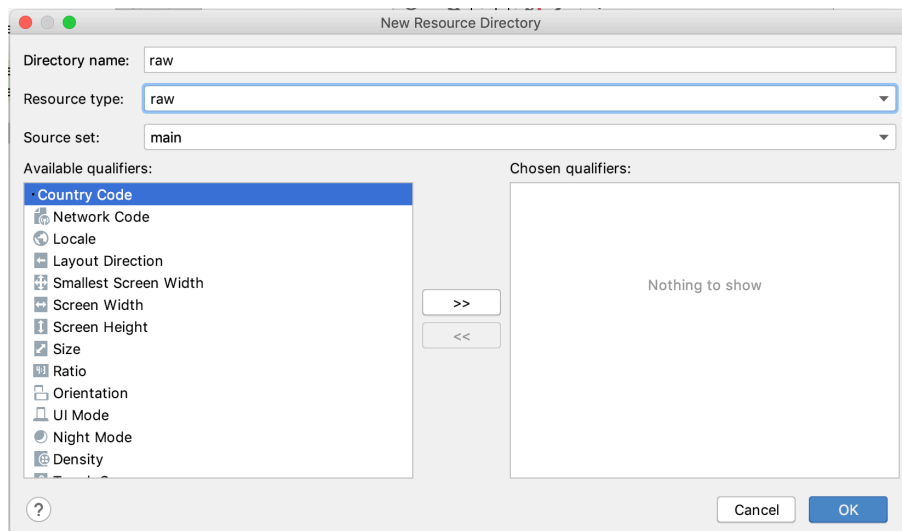 New Resource Directory
Directory name: raw
Resource type: raw
Source set: main
Available qualifiers:
Chosen qualifiers:
Country Code
Network Code
Locale
Layout Direction
Smallest Screen Width
Screen Width
Screen Height
Size
Ratio
Orientation
UI Mode
Night Mode
Density
>>
<<
Nothing to show
?
Cancel
OK